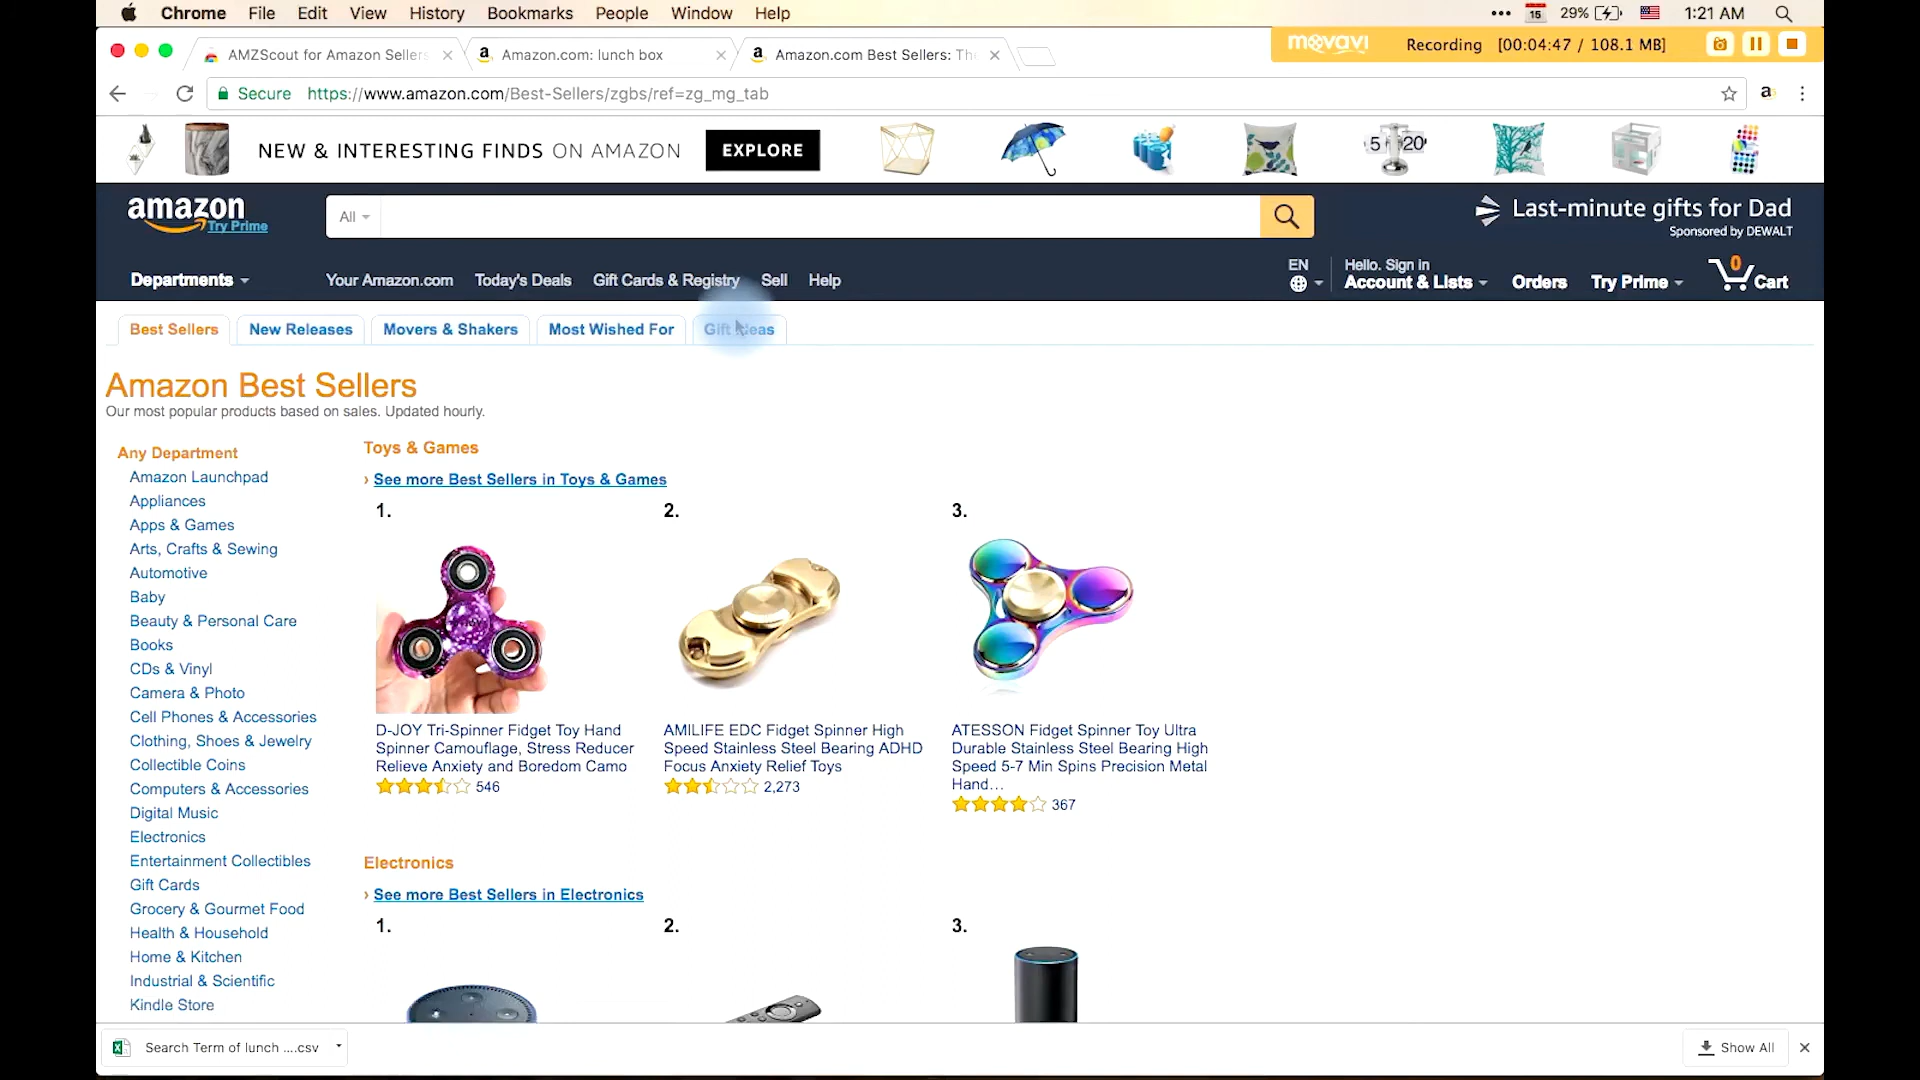 Chrome File Edit View History Bookmarks People Window Help ••• 15 29% 1:21 AM
AMZScout for Amazon Sellers
Amazon.com: lunch box
Amazon.com Best Sellers: Th
movavi Recording [00:04:47 / 108.1 MB]
Secure https://www.amazon.com/Best-Sellers/zgbs/ref=zg_mg_tab
NEW & INTERESTING FINDS ON AMAZON EXPLORE
amazon
Try Prime
All
Last-minute gifts for Dad
Sponsored by DEWALT
Departments
Your Amazon.com Today's Deals Gift Cards & Registry Sell Help
EN
Hello. Sign in
Account & Lists
Orders Try Prime 0 Cart
Best Sellers New Releases Movers & Shakers Most Wished For Gift Ideas
Amazon Best Sellers
Our most popular products based on sales. Updated hourly.
Any Department
Amazon Launchpad
Appliances
Apps & Games
Arts, Crafts & Sewing
Automotive
Baby
Beauty & Personal Care
Books
CDs & Vinyl
Camera & Photo
Cell Phones & Accessories
Clothing, Shoes & Jewelry
Collectible Coins
Computers & Accessories
Digital Music
Electronics
Entertainment Collectibles
Gift Cards
Grocery & Gourmet Food
Health & Household
Home & Kitchen
Industrial & Scientific
Kindle Store
Toys & Games
› See more Best Sellers in Toys & Games
1.
D-JOY Tri-Spinner Fidget Toy Hand
Spinner Camouflage, Stress Reducer
Relieve Anxiety and Boredom Camo
546
2.
AMILIFE EDC Fidget Spinner High
Speed Stainless Steel Bearing ADHD
Focus Anxiety Relief Toys
2,273
3.
ATESSON Fidget Spinner Toy Ultra
Durable Stainless Steel Bearing High
Speed 5-7 Min Spins Precision Metal
Hand…
367
Electronics
› See more Best Sellers in Electronics
1.
2.
3.
Search Term of lunch ....csv
Show All